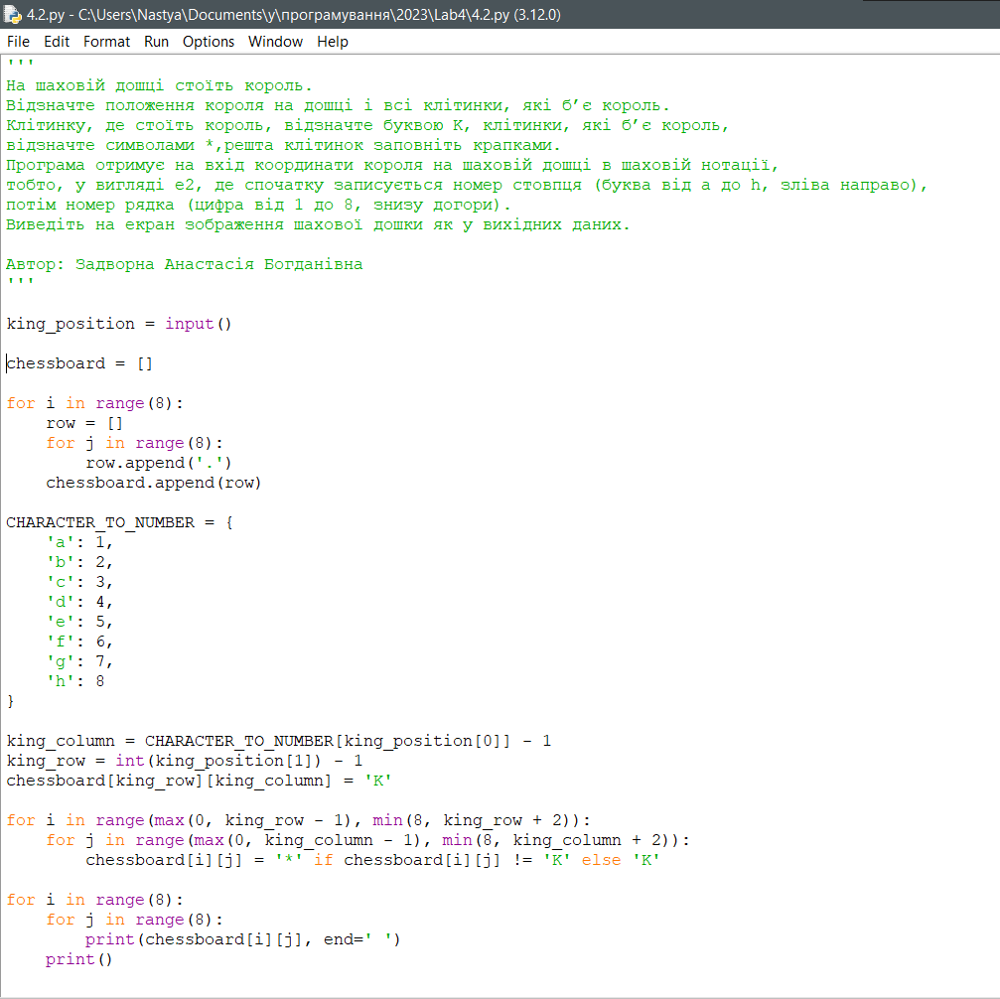 4.2.py - C:\Users\Nastya\Documents\у\програмування\2023\Lab4\4.2.py (3.12.0)
File Edit Format Run Options Window Help
'''
На шаховій дошці стоїть король.
Відзначте положення короля на дошці і всі клітинки, які б’є король.
Клітинку, де стоїть король, відзначте буквою K, клітинки, які б’є король,
відзначте символами *,решта клітинок заповніть крапками.
Програма отримує на вхід координати короля на шаховій дошці в шаховій нотації,
тобто, у вигляді e2, де спочатку записується номер стовпця (буква від a до h, зліва направо),
потім номер рядка (цифра від 1 до 8, знизу догори).
Виведіть на екран зображення шахової дошки як у вихідних даних.

Автор: Задворна Анастасія Богданівна
'''

king_position = input()

chessboard = []

for i in range(8):
    row = []
    for j in range(8):
        row.append('.')
    chessboard.append(row)

CHARACTER_TO_NUMBER = {
    'a': 1,
    'b': 2,
    'c': 3,
    'd': 4,
    'e': 5,
    'f': 6,
    'g': 7,
    'h': 8
}

king_column = CHARACTER_TO_NUMBER[king_position[0]] - 1
king_row = int(king_position[1]) - 1
chessboard[king_row][king_column] = 'K'

for i in range(max(0, king_row - 1), min(8, king_row + 2)):
    for j in range(max(0, king_column - 1), min(8, king_column + 2)):
        chessboard[i][j] = '*' if chessboard[i][j] != 'K' else 'K'

for i in range(8):
    for j in range(8):
        print(chessboard[i][j], end=' ')
    print()